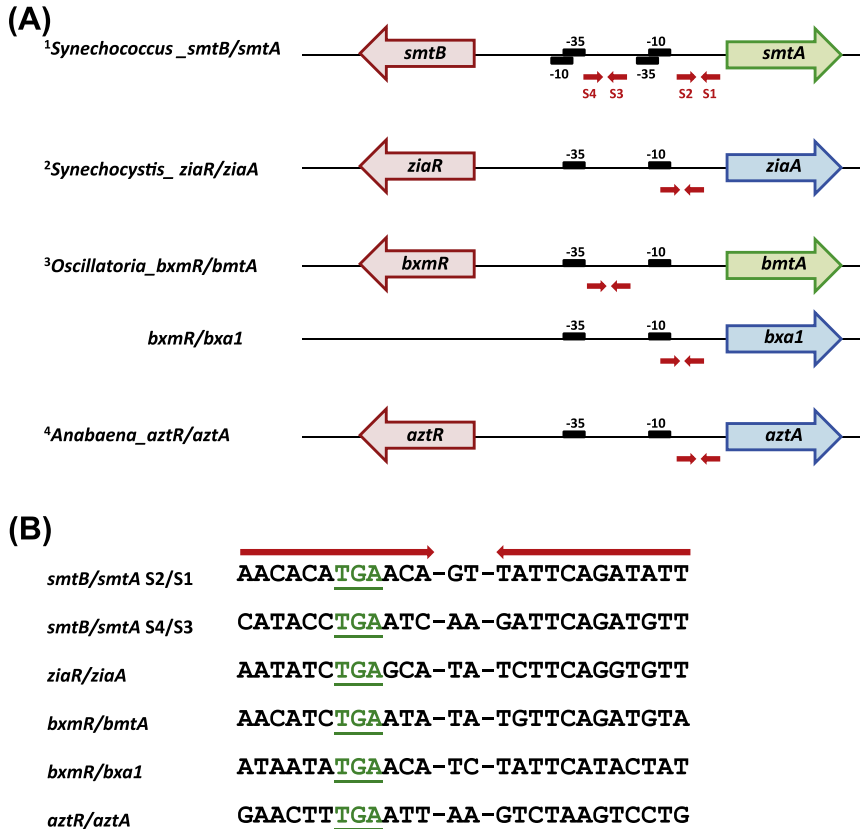 (A)
¹Synechococcus _smtB/smtA
smtB
-35
-10
-10
-35
smtA
S4 S3 S2 S1
²Synechocystis_ ziaR/ziaA
ziaR
-35
-10
ziaA
³Oscillatoria_bxmR/bmtA
bxmR
-35
-10
bmtA
bxmR/bxa1
-35
-10
bxa1
⁴Anabaena_aztR/aztA
aztR
-35
-10
aztA
(B)
smtB/smtA S2/S1 AACACATGAACA-GT-TATTCAGATATT
smtB/smtA S4/S3 CATACCTGAATC-AA-GATTCAGATGTT
ziaR/ziaA AATATCTGAGCA-TA-TCTTCAGGTGTT
bxmR/bmtA AACATCTGAATA-TA-TGTTCAGATGTA
bxmR/bxa1 ATAATATGAACA-TC-TATTCATACTAT
aztR/aztA GAACTTTGAATT-AA-GTCTAAGTCCTG